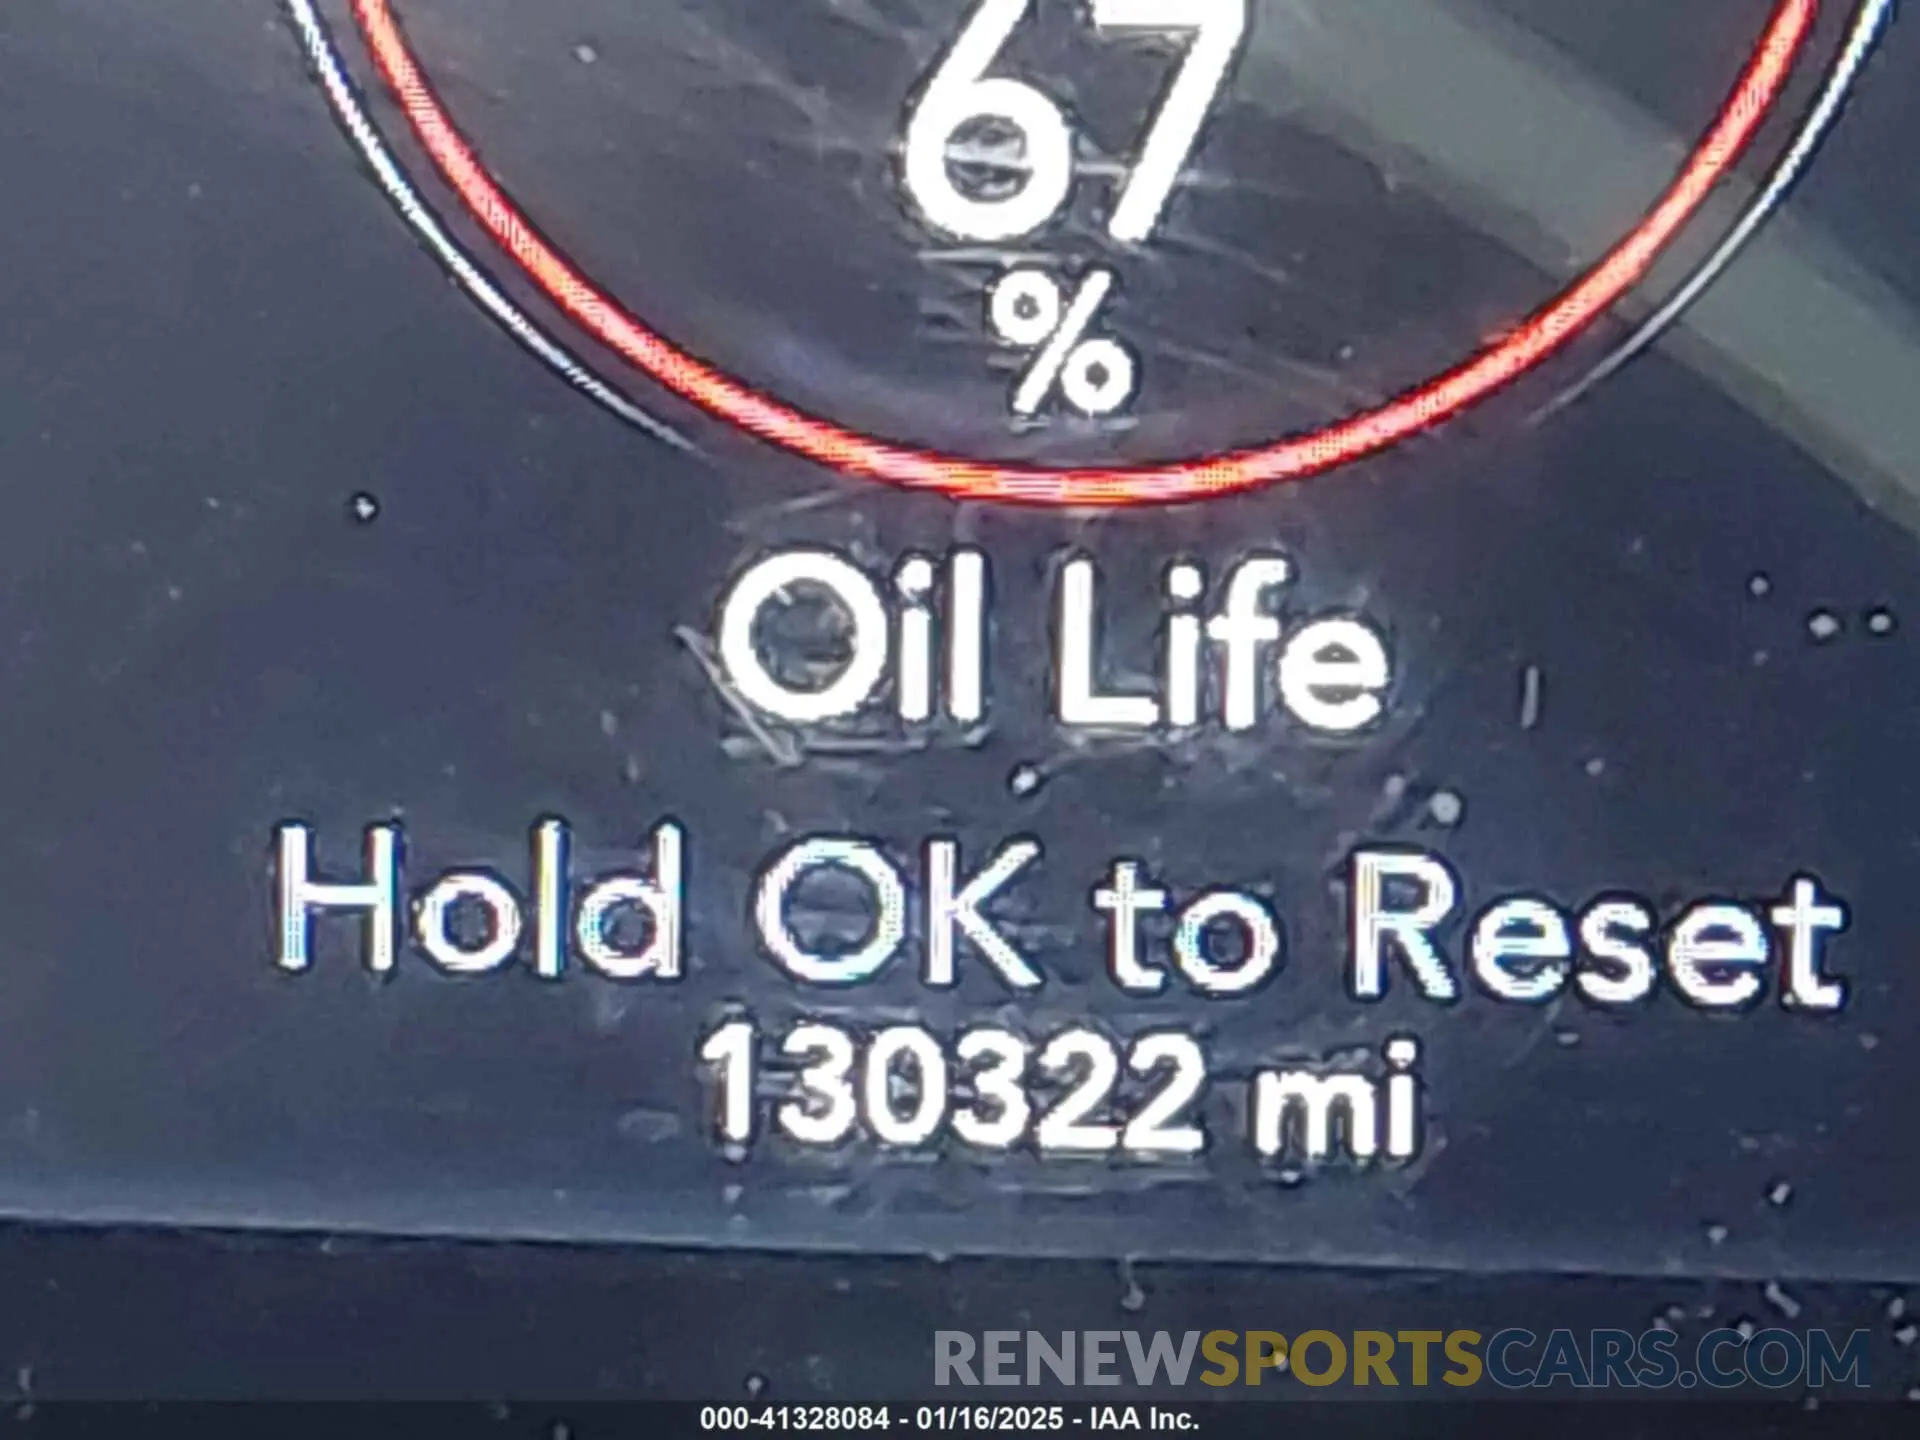 67
%
Oil Life
Hold OK to Reset
130322 mi
RENEWSPORTSCARS.COM
000-41328084 - 01/16/2025 - IAA Inc.